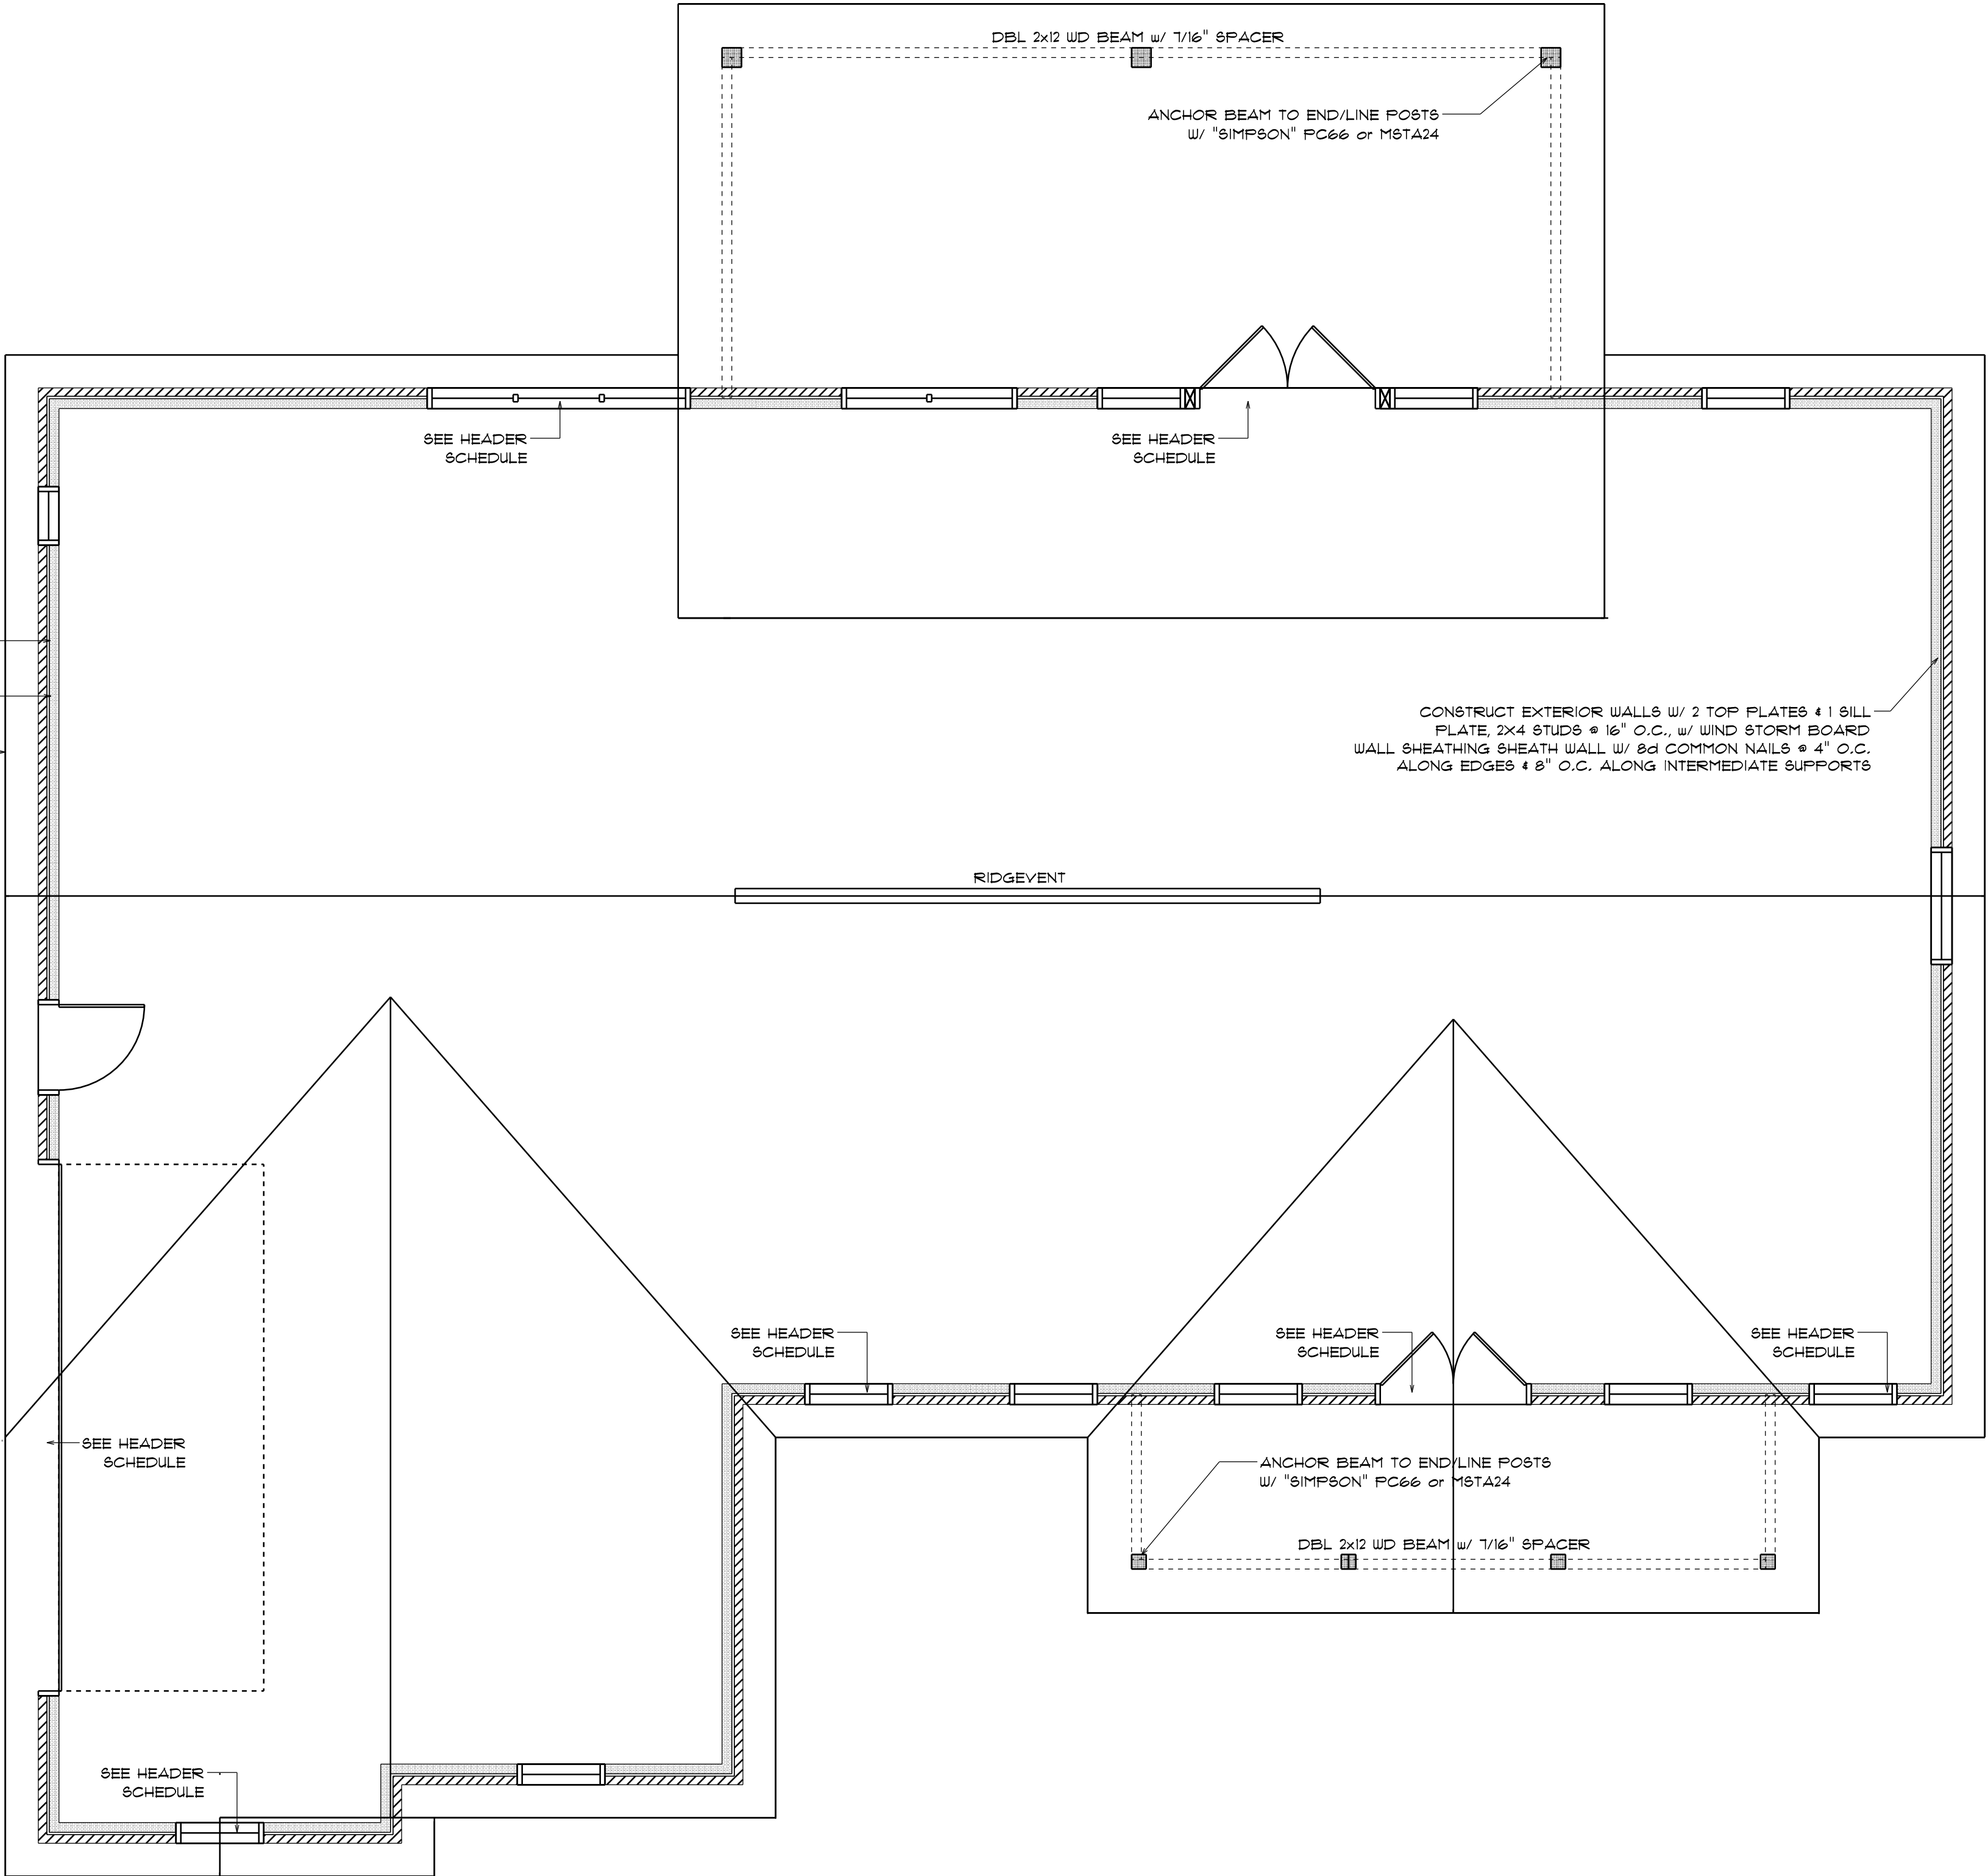 DBL 2x12 WD BEAM w/ 7/16" SPACER
ANCHOR BEAM TO END/LINE POSTS
W/ "SIMPSON" PC66 or MSTA24
SEE HEADER
SCHEDULE
SEE HEADER
SCHEDULE
CONSTRUCT EXTERIOR WALLS W/ 2 TOP PLATES & 1 SILL
PLATE, 2X4 STUDS @ 16" O.C., w/ WIND STORM BOARD
WALL SHEATHING SHEATH WALL W/ 8d COMMON NAILS @ 4" O.C.
ALONG EDGES & 8" O.C. ALONG INTERMEDIATE SUPPORTS
RIDGEVENT
SEE HEADER
SCHEDULE
SEE HEADER
SCHEDULE
SEE HEADER
SCHEDULE
SEE HEADER
SCHEDULE
ANCHOR BEAM TO END/LINE POSTS
W/ "SIMPSON" PC66 or MSTA24
DBL 2x12 WD BEAM w/ 7/16" SPACER
SEE HEADER
SCHEDULE